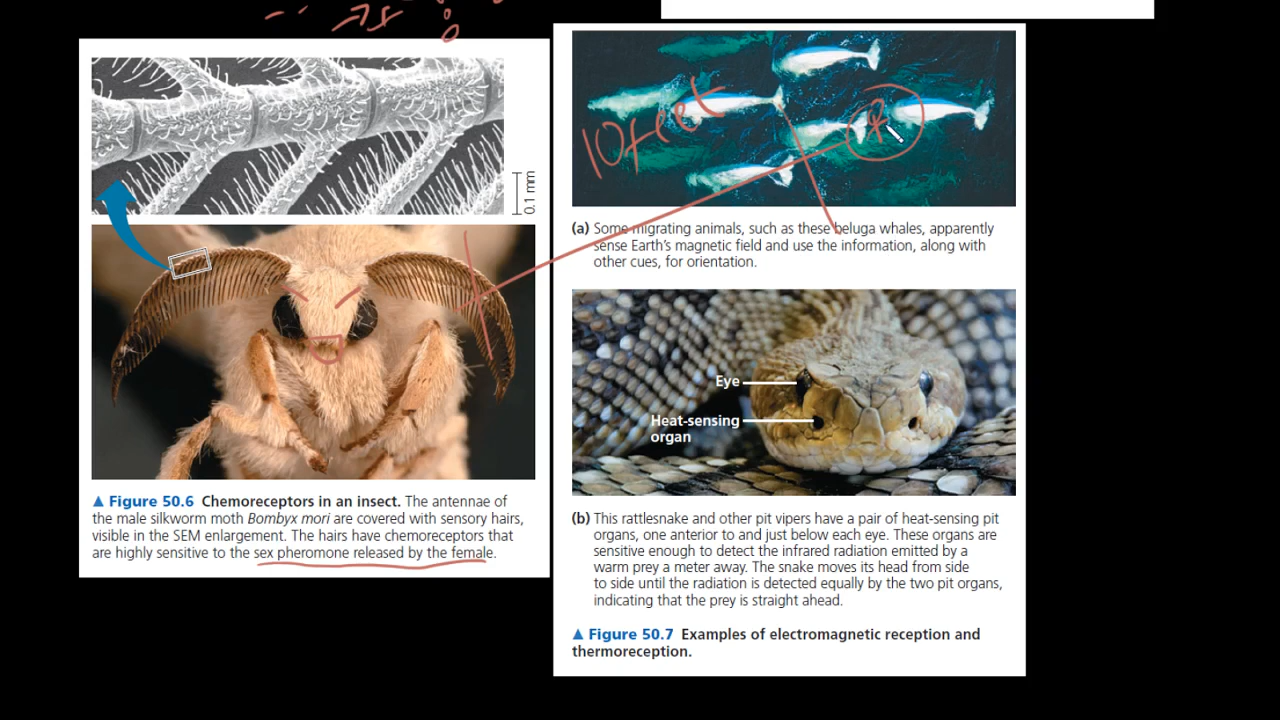 0.1 mm
▲ Figure 50.6 Chemoreceptors in an insect. The antennae of
the male silkworm moth Bombyx mori are covered with sensory hairs,
visible in the SEM enlargement. The hairs have chemoreceptors that
are highly sensitive to the sex pheromone released by the female.
10 feet
(a) Some migrating animals, such as these beluga whales, apparently
sense Earth's magnetic field and use the information, along with
other cues, for orientation.
Eye
Heat-sensing
organ
(b) This rattlesnake and other pit vipers have a pair of heat-sensing pit
organs, one anterior to and just below each eye. These organs are
sensitive enough to detect the infrared radiation emitted by a
warm prey a meter away. The snake moves its head from side
to side until the radiation is detected equally by the two pit organs,
indicating that the prey is straight ahead.
▲ Figure 50.7 Examples of electromagnetic reception and
thermoreception.